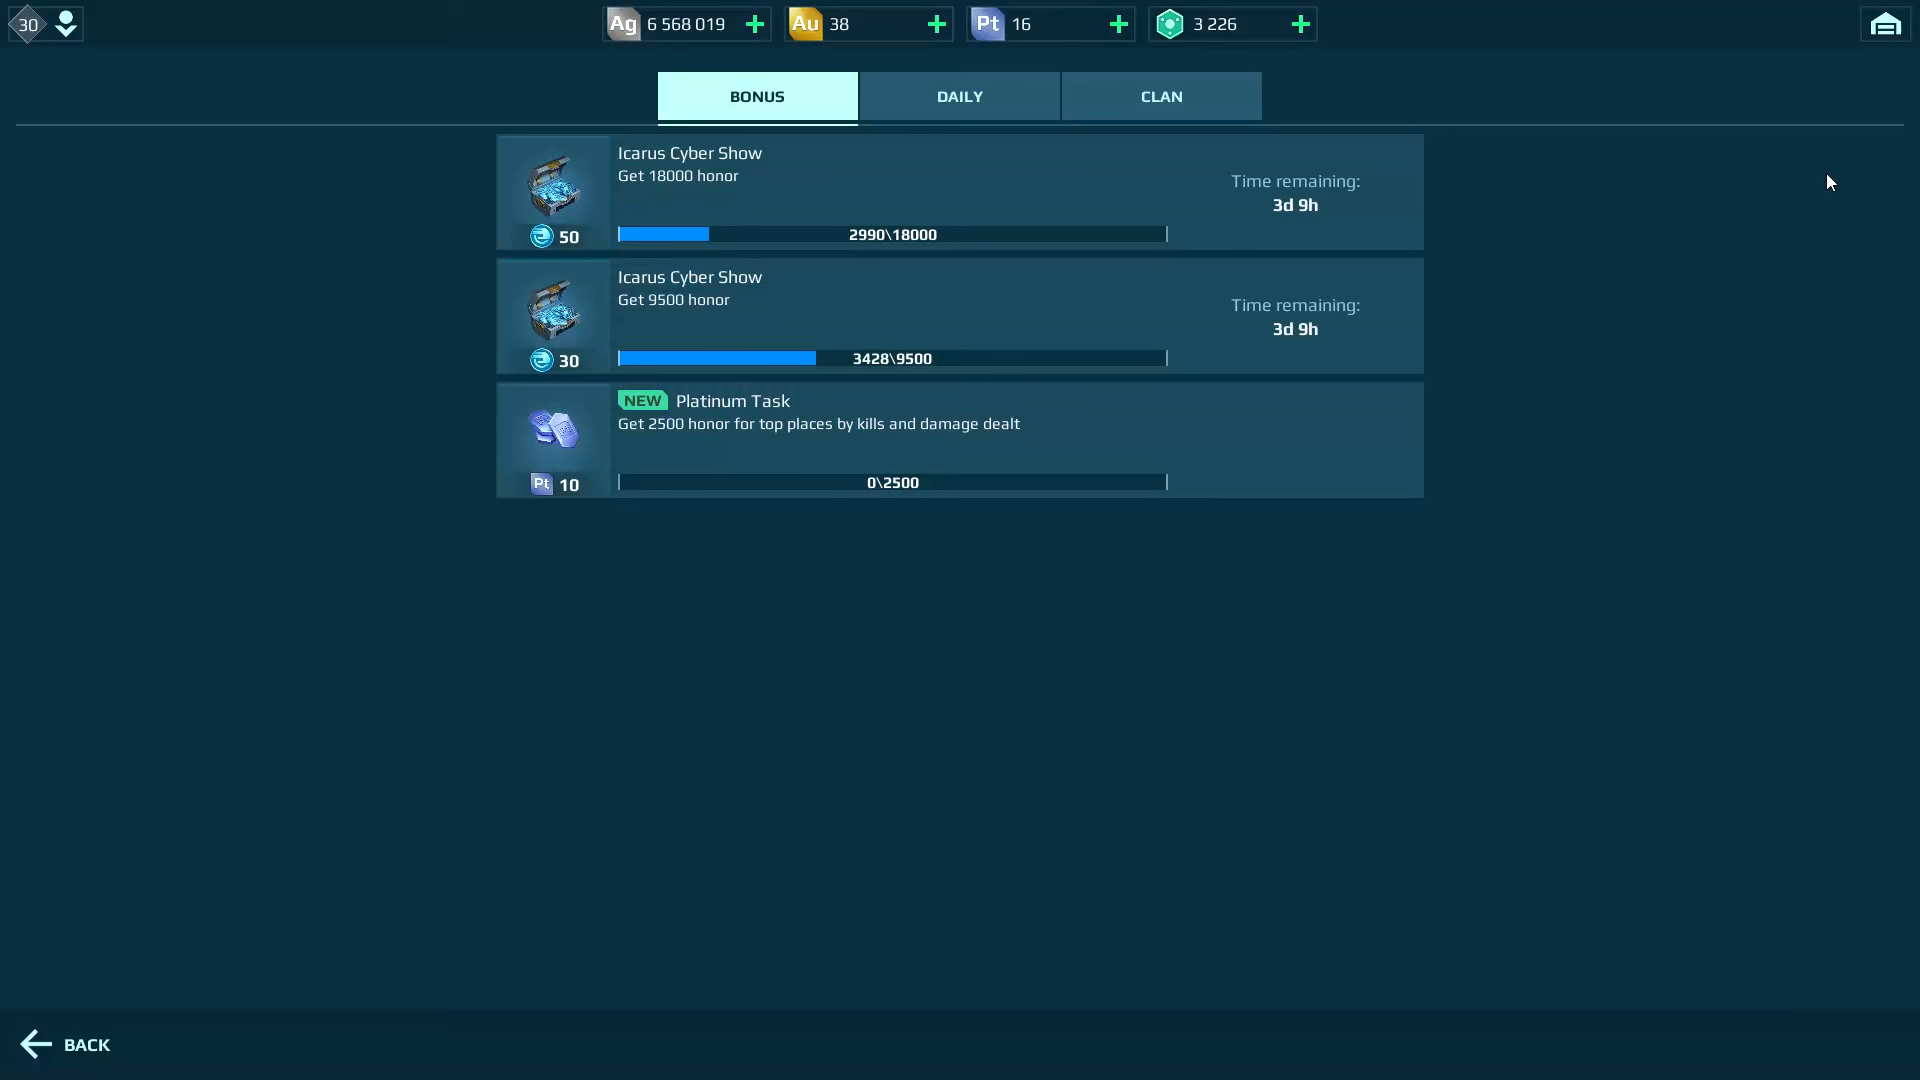 30
Ag 6 568 019
Au 38
Pt 16
3 226
BONUS
DAILY
CLAN
Icarus Cyber Show
Get 18000 honor
50
2990\18000
Time remaining:
3d 9h
Icarus Cyber Show
Get 9500 honor
30
3428\9500
Time remaining:
3d 9h
NEW Platinum Task
Get 2500 honor for top places by kills and damage dealt
Pt 10
0\2500
BACK